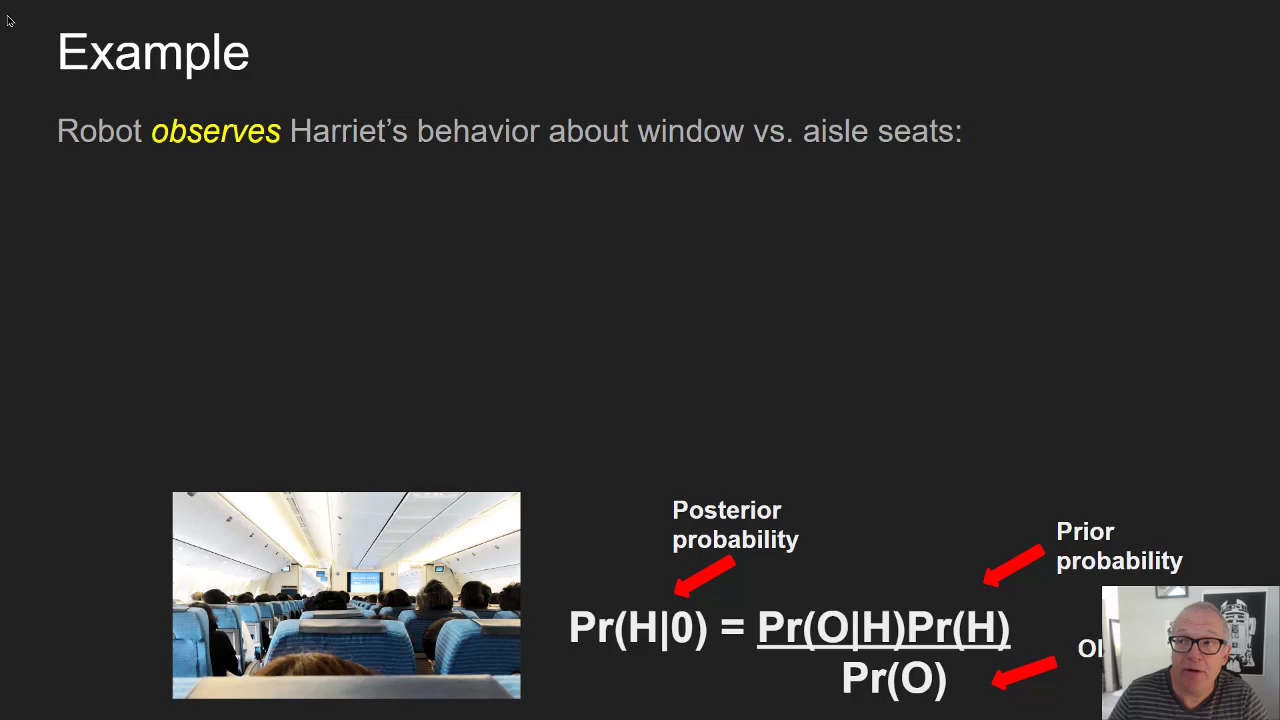 Example
Robot observes Harriet's behavior about window vs. aisle seats:
Posterior
probability
Prior
probability
Pr(H|0) = Pr(O|H)Pr(H)
Pr(O)